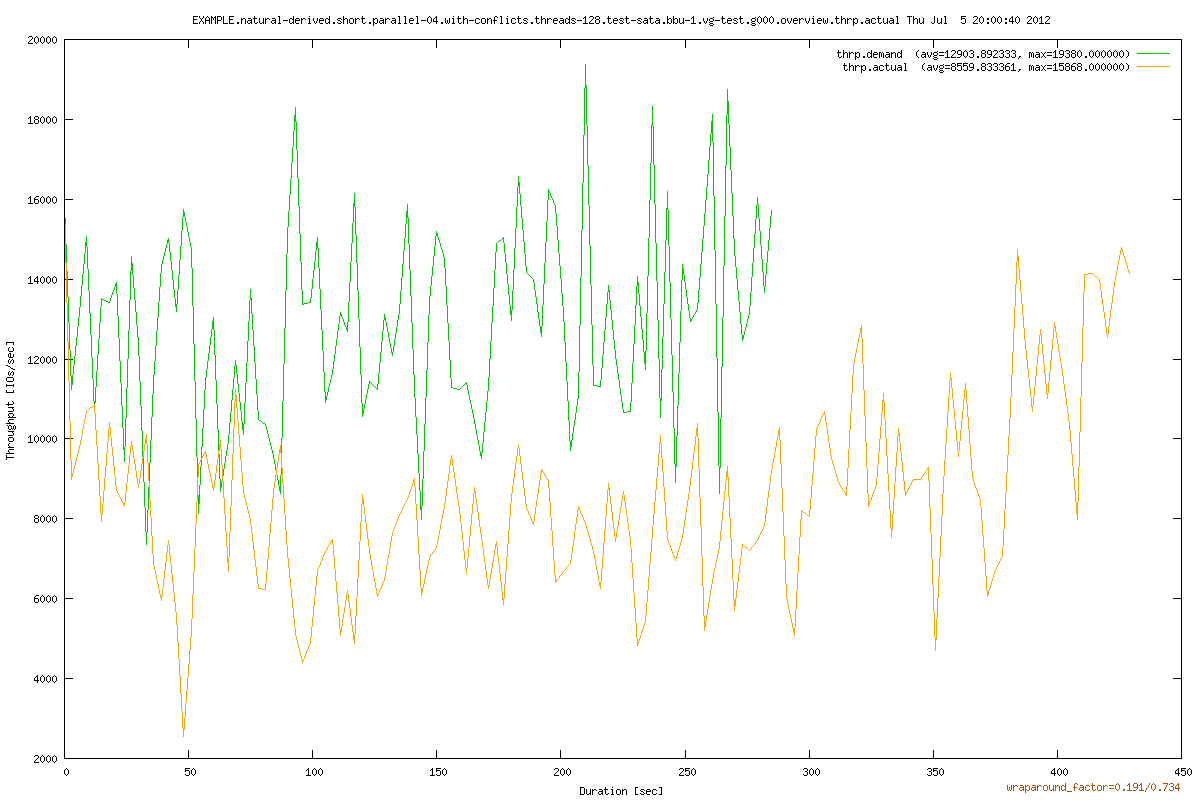 EXAMPLE.natural-derived.short.parallel-04.with-conflicts.threads-128.test-sata.bbu-1.vg-test.g000.overview.thrp.actual Thu Jul  5 20:00:40 2012
thrp.demand  (avg=12903.892333, max=19380.000000)
thrp.actual  (avg=8559.833361, max=15868.000000)
20000
18000
16000
14000
12000
10000
8000
6000
4000
2000
Throughput [IOs/sec]
0 50 100 150 200 250 300 350 400 450
Duration [sec]
wraparound_factor=0.191/0.734